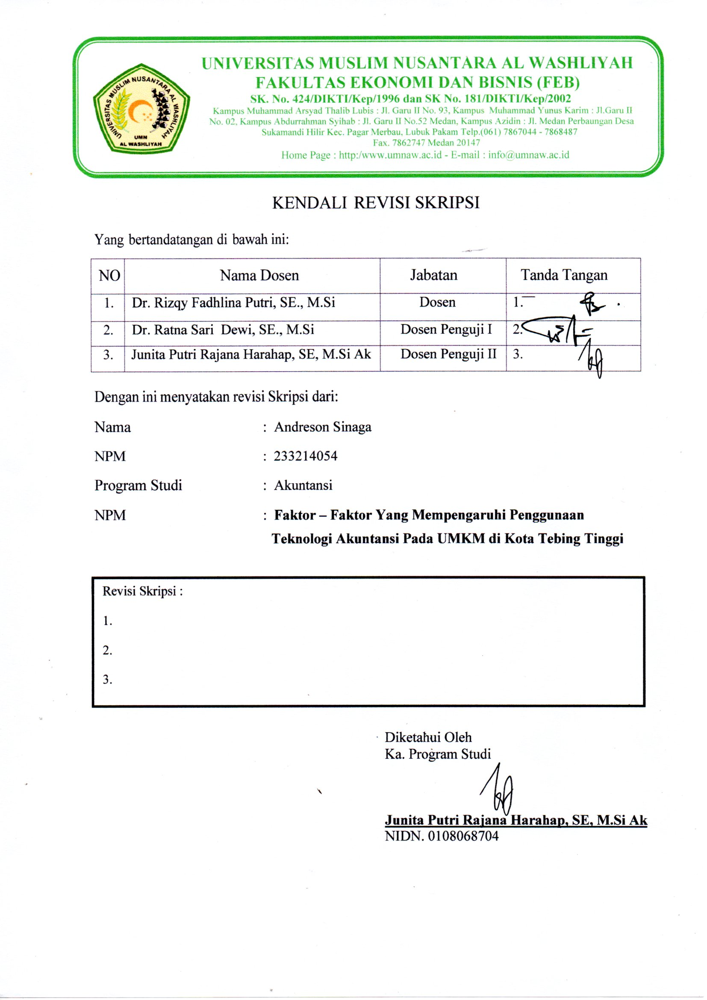 UNIVERSITAS MUSLIM NUSANTARA AL WASHLIYAH
UMN
AL WASHLIYAH
UNIVERSITAS MUSLIM NUSANTARA AL WASHLIYAH
FAKULTAS EKONOMI DAN BISNIS (FEB)
SK. No. 424/DIKTI/Kep/1996 dan SK No. 181/DIKTI/Kep/2002
Kampus Muhammad Arsyad Thalib Lubis : Jl. Garu II No. 93, Kampus Muhammad Yunus Karim : Jl.Garu II
No. 02, Kampus Abdurrahman Syihab : Jl. Garu II No.52 Medan, Kampus Azidin : Jl. Medan Perbaungan Desa
Sukamandi Hilir Kec. Pagar Merbau, Lubuk Pakam Telp.(061) 7867044 - 7868487
Fax. 7862747 Medan 20147
Home Page : http:/www.umnaw.ac.id - E-mail : info@umnaw.ac.id
KENDALI REVISI SKRIPSI
Yang bertandatangan di bawah ini:
NO Nama Dosen Jabatan Tanda Tangan
1. Dr. Rizqy Fadhlina Putri, SE., M.Si Dosen 1.
2. Dr. Ratna Sari Dewi, SE., M.Si Dosen Penguji I 2.
3. Junita Putri Rajana Harahap, SE, M.Si Ak Dosen Penguji II 3.
Dengan ini menyatakan revisi Skripsi dari:
Nama : Andreson Sinaga
NPM : 233214054
Program Studi : Akuntansi
NPM : Faktor – Faktor Yang Mempengaruhi Penggunaan
Teknologi Akuntansi Pada UMKM di Kota Tebing Tinggi
Revisi Skripsi :
1.
2.
3.
Diketahui Oleh
Ka. Program Studi
Junita Putri Rajana Harahap, SE, M.Si Ak
NIDN. 0108068704